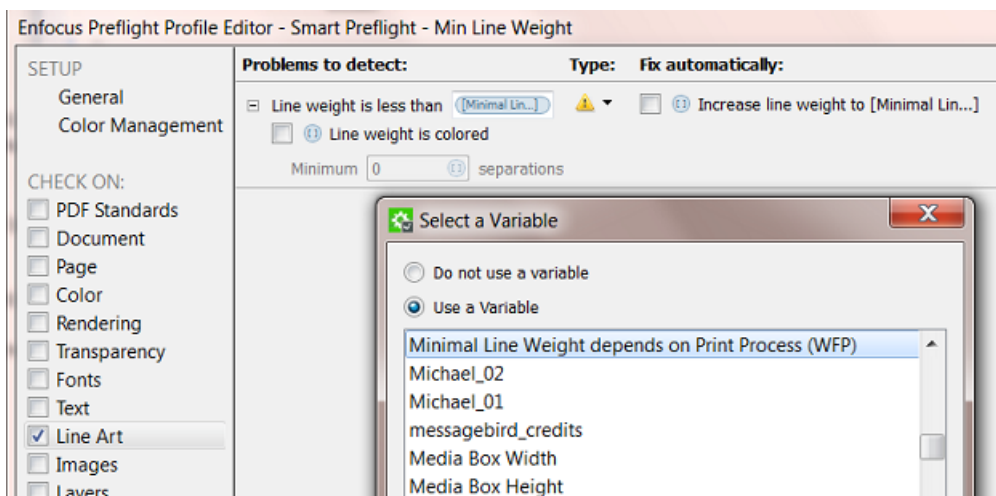 Enfocus Preflight Profile Editor - Smart Preflight - Min Line Weight
SETUP
General
Color Management
CHECK ON:
PDF Standards
Document
Page
Color
Rendering
Transparency
Fonts
Text
Line Art
Images
Layers
Problems to detect: Type: Fix automatically:
Line weight is less than [Minimal Lin...] Increase line weight to [Minimal Lin...]
Line weight is colored
Minimum 0 separations
Select a Variable
Do not use a variable
Use a Variable
Minimal Line Weight depends on Print Process (WFP)
Michael_02
Michael_01
messagebird_credits
Media Box Width
Media Box Height